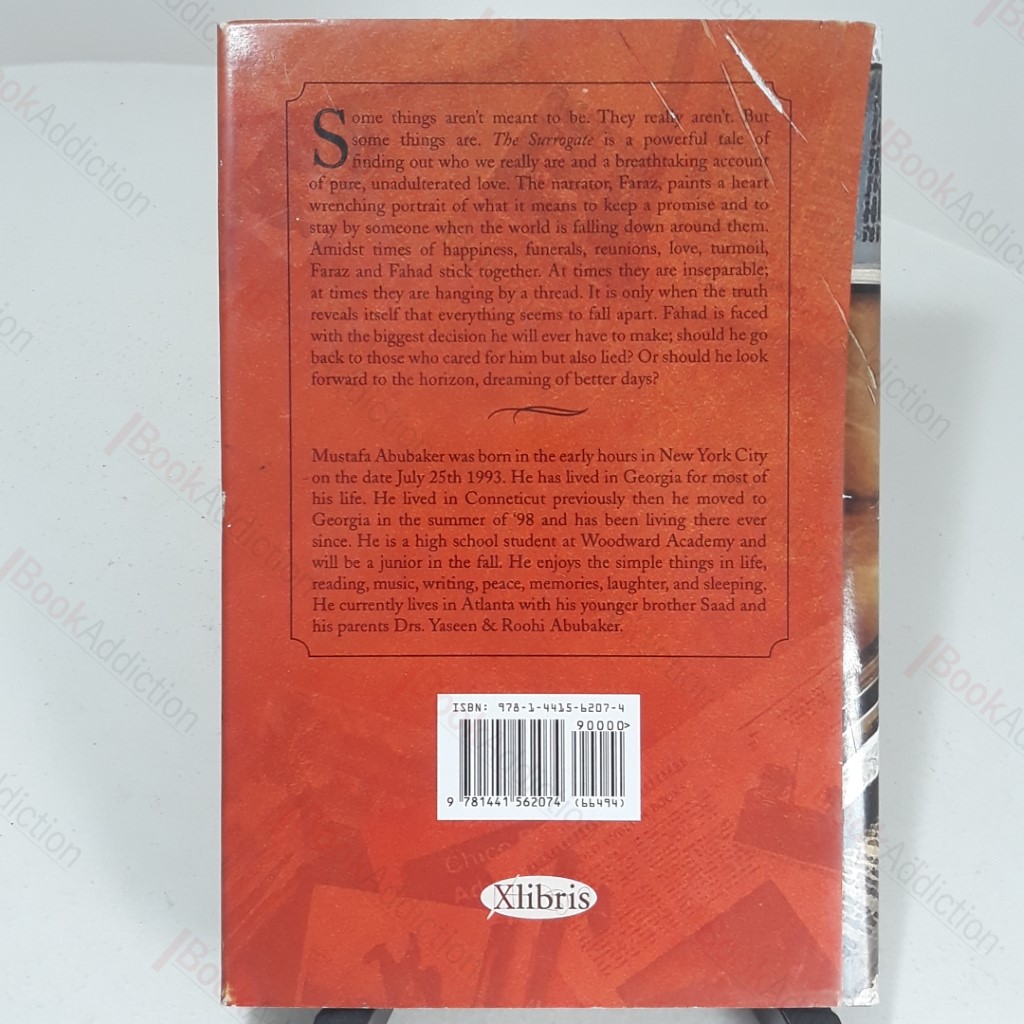 Some things aren't meant to be. They really aren't. But
some things are. The Surrogate is a powerful tale of
finding out who we really are and a breathtaking account
of pure, unadulterated love. The narrator, Faraz, paints a heart
wrenching portrait of what it means to keep a promise and to
stay by someone when the world is falling down around them.
Amidst times of happiness, funerals, reunions, love, turmoil,
Faraz and Fahad stick together. At times they are inseparable;
at times they are hanging by a thread. It is only when the truth
reveals itself that everything seems to fall apart. Fahad is faced
with the biggest decision he will ever have to make; should he go
back to those who cared for him but also lied? Or should he look
forward to the horizon, dreaming of better days?
Mustafa Abubaker was born in the early hours in New York City
on the date July 25th 1993. He has lived in Georgia for most of
his life. He lived in Conneticut previously then he moved to
Georgia in the summer of '98 and has been living there ever
since. He is a high school student at Woodward Academy and
will be a junior in the fall. He enjoys the simple things in life,
reading, music, writing, peace, memories, laughter, and sleeping.
He currently lives in Atlanta with his younger brother Saad and
his parents Drs. Yaseen & Roohi Abubaker.
ISBN: 978-1-4415-6207-4
90000>
9 781441 562074 (66494)
Xlibris
BookAddiction